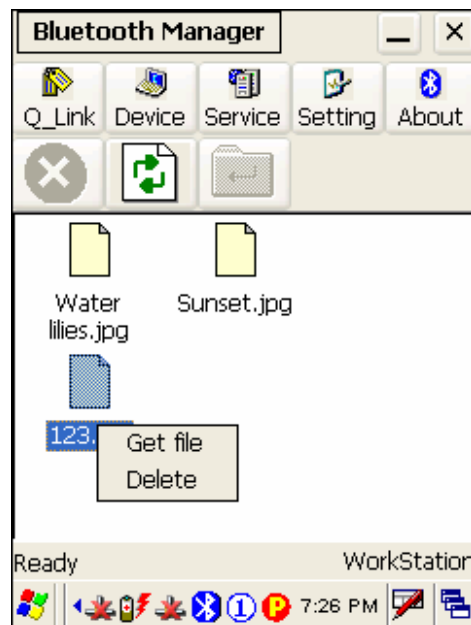 Bluetooth Manager
Q_Link Device Service Setting About
Water
lilies.jpg
Sunset.jpg
123.
Get file
Delete
Ready WorkStation
1 P 7:26 PM